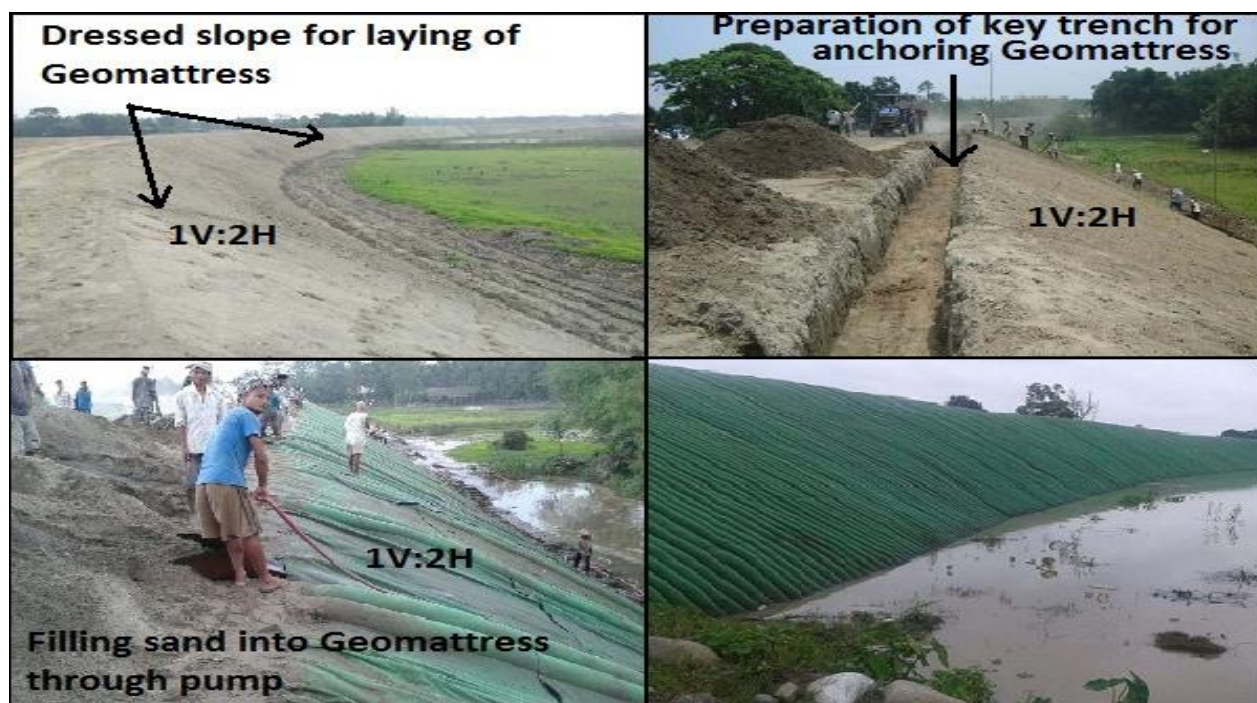 Dressed slope for laying of
Geomattress
1V:2H
Preparation of key trench for
anchoring Geomattress
1V:2H
1V:2H
Filling sand into Geomattress
through pump